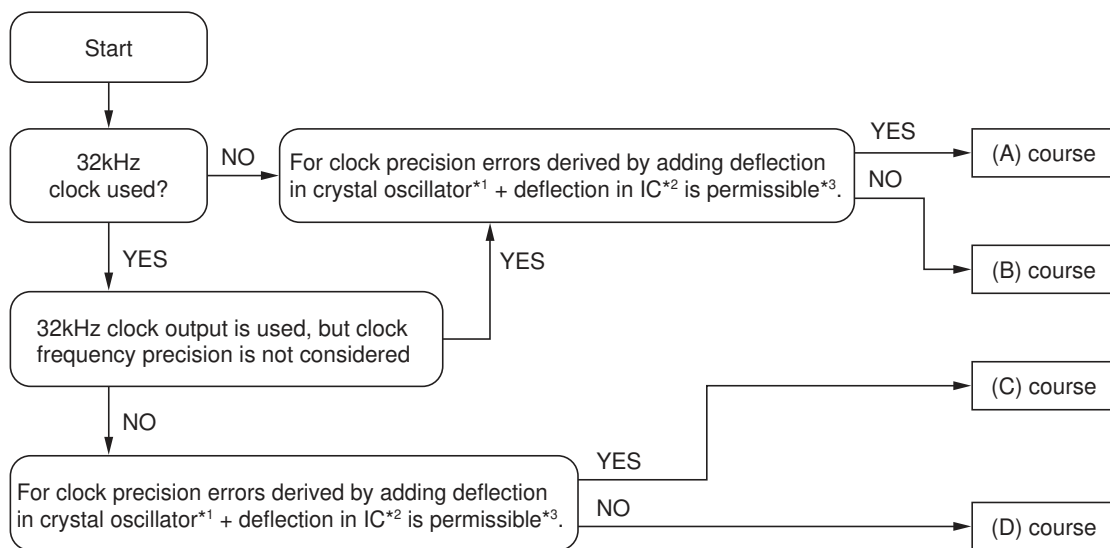 Start
32kHz
clock used?
NO
For clock precision errors derived by adding deflection
in crystal oscillator*1 + deflection in IC*2 is permissible*3.
YES
(A) course
NO
(B) course
YES
YES
32kHz clock output is used, but clock
frequency precision is not considered
NO
For clock precision errors derived by adding deflection
in crystal oscillator*1 + deflection in IC*2 is permissible*3.
YES
(C) course
NO
(D) course